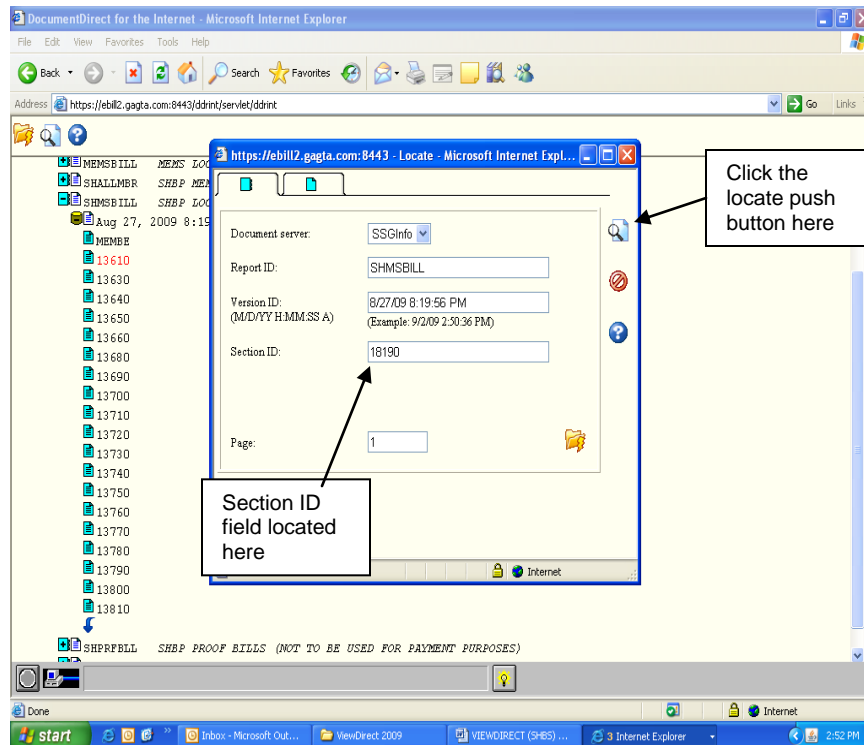 DocumentDirect for the Internet - Microsoft Internet Explorer
File Edit View Favorites Tools Help
Back Search Favorites
Address https://ebill2.gagta.com:8443/ddrint/servlet/ddrint Go Links
MEMSBILL MEMS LOC
SHALLMBR SHBP MEM
SHMSBILL SHBP LOC
Aug 27, 2009 8:19
MEMBE
13610
13630
13640
13650
13660
13680
13690
13700
13710
13720
13730
13740
13750
13760
13770
13780
13790
13800
13810
SHPRFBLL SHBP PROOF BILLS (NOT TO BE USED FOR PAYMENT PURPOSES)
https://ebill2.gagta.com:8443 - Locate - Microsoft Internet Expl...
Document server: SSGInfo
Report ID: SHMSBILL
Version ID: 8/27/09 8:19:56 PM
(M/D/YY H:MM:SS A) (Example: 9/2/09 2:50:36 PM)
Section ID: 18190
Page: 1
Internet
Click the
locate push
button here
Section ID
field located
here
Done Internet
start Inbox - Microsoft Out... ViewDirect 2009 VIEWDIRECT (SHBS) ... 3 Internet Explorer 2:52 PM